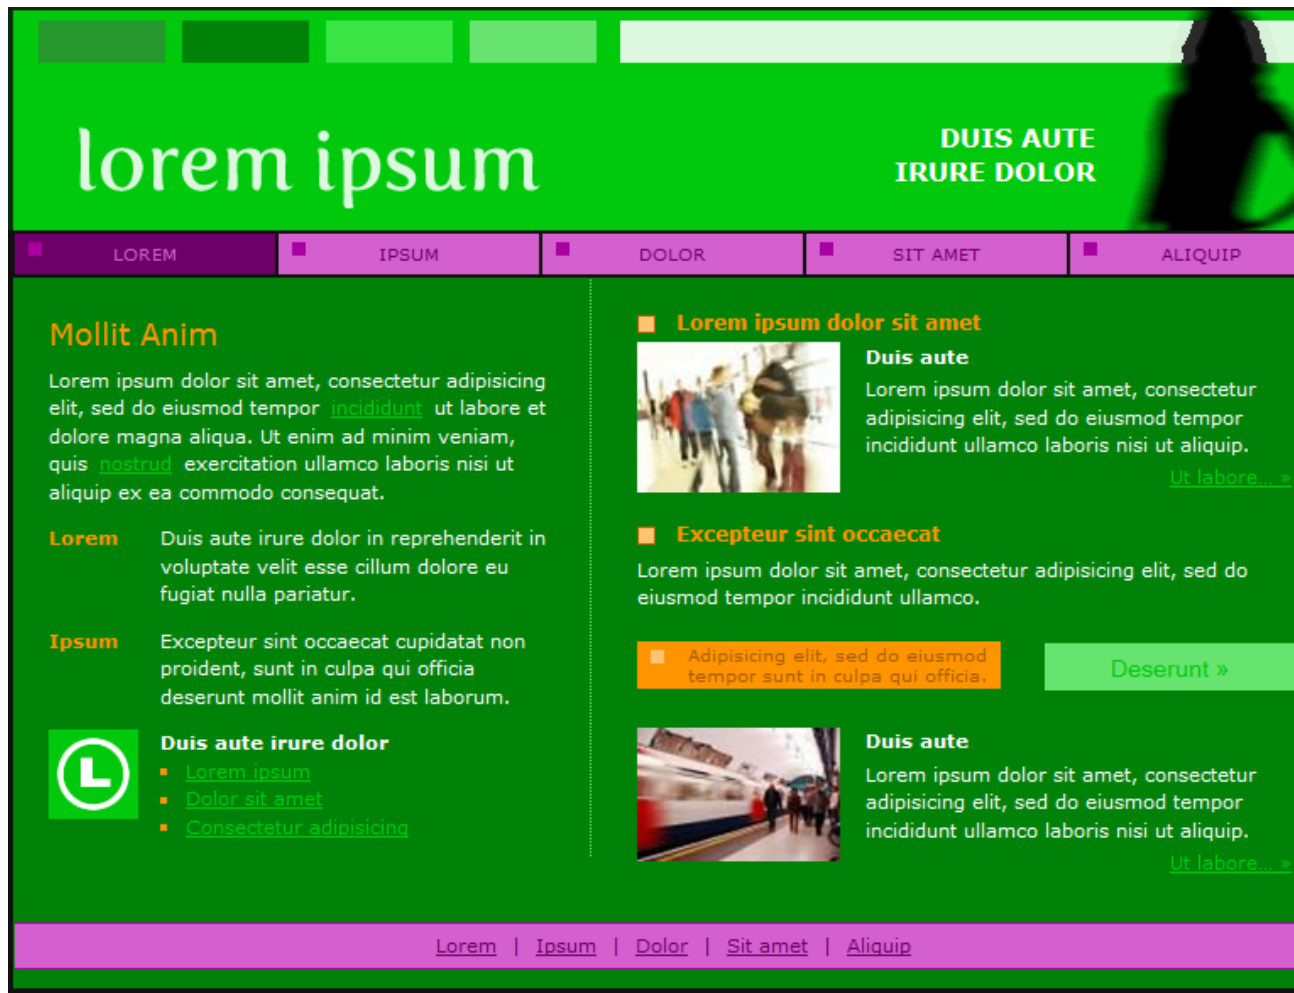 lorem ipsum
DUIS AUTE
IRURE DOLOR
LOREM
IPSUM
DOLOR
SIT AMET
ALIQUIP
Mollit Anim
Lorem ipsum dolor sit amet, consectetur adipisicing
elit, sed do eiusmod tempor incididunt ut labore et
dolore magna aliqua. Ut enim ad minim veniam,
quis nostrud exercitation ullamco laboris nisi ut
aliquip ex ea commodo consequat.
Lorem Duis aute irure dolor in reprehenderit in
voluptate velit esse cillum dolore eu
fugiat nulla pariatur.
Ipsum Excepteur sint occaecat cupidatat non
proident, sunt in culpa qui officia
deserunt mollit anim id est laborum.
L
Duis aute irure dolor
Lorem ipsum
Dolor sit amet
Consectetur adipisicing
Lorem ipsum dolor sit amet
Duis aute
Lorem ipsum dolor sit amet, consectetur
adipisicing elit, sed do eiusmod tempor
incididunt ullamco laboris nisi ut aliquip.
Ut labore... »
Excepteur sint occaecat
Lorem ipsum dolor sit amet, consectetur adipisicing elit, sed do
eiusmod tempor incididunt ullamco.
Adipisicing elit, sed do eiusmod
tempor sunt in culpa qui officia.
Deserunt »
Duis aute
Lorem ipsum dolor sit amet, consectetur
adipisicing elit, sed do eiusmod tempor
incididunt ullamco laboris nisi ut aliquip.
Ut labore... »
Lorem | Ipsum | Dolor | Sit amet | Aliquip